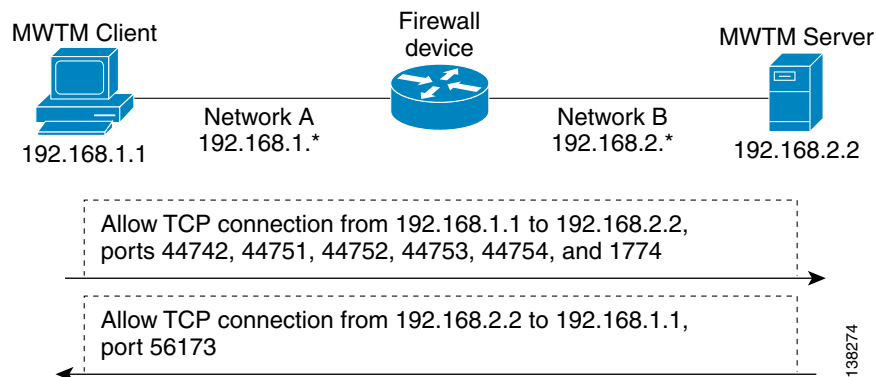 MWTM Client
Firewall
device
MWTM Server
Network A
192.168.1.*
Network B
192.168.2.*
192.168.1.1
192.168.2.2
Allow TCP connection from 192.168.1.1 to 192.168.2.2,
ports 44742, 44751, 44752, 44753, 44754, and 1774
Allow TCP connection from 192.168.2.2 to 192.168.1.1,
port 56173
138274